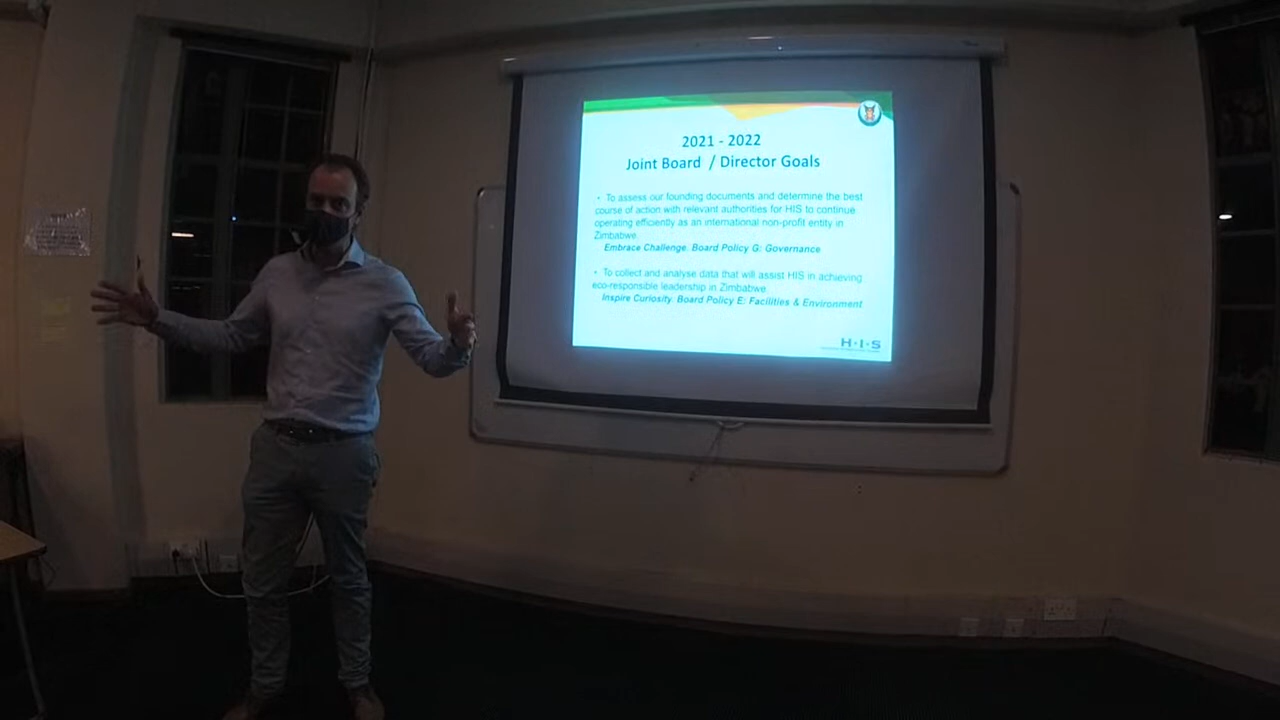 2021 - 2022
Joint Board / Director Goals
• To assess our founding documents and determine the best
course of action with relevant authorities for HIS to continue
operating efficiently as an international non-profit entity in
Zimbabwe.
Embrace Challenge. Board Policy G: Governance
• To collect and analyse data that will assist HIS in achieving
eco-responsible leadership in Zimbabwe.
Inspire Curiosity. Board Policy E: Facilities & Environment
H·I·S